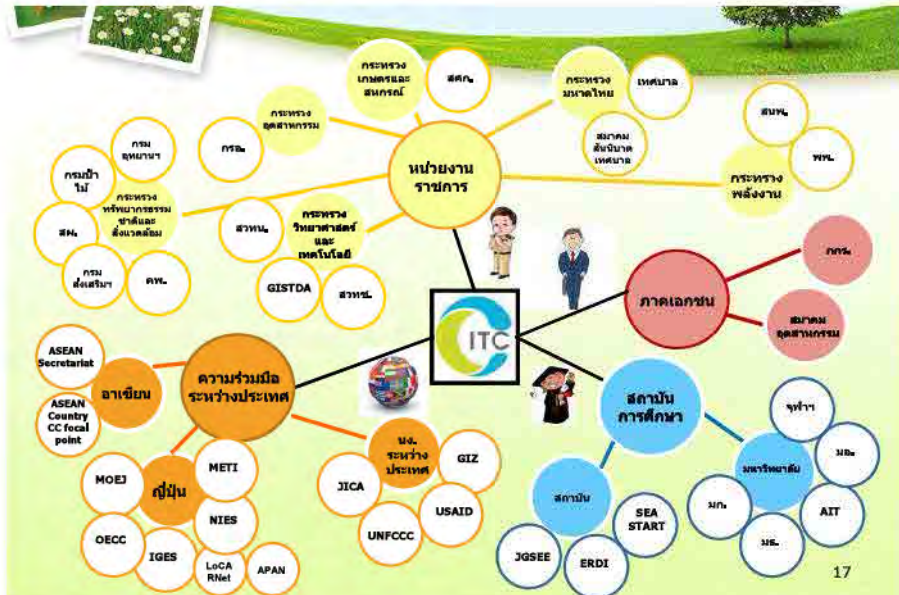 กระทรวง
เกษตรและ
สหกรณ์
สศก.
กระทรวง
มหาดไทย
เทศบาล
สมาคม
สันนิบาต
เทศบาล
กระทรวง
อุตสาหกรรม
กรอ.
หน่วยงาน
ราชการ
สนพ.
พพ.
กระทรวง
พลังงาน
กรม
อุทยานฯ
กรมป่า
ไม้
กระทรวง
ทรัพยากรธรรม
ชาติและ
สิ่งแวดล้อม
สผ.
กรม
ส่งเสริมฯ
คพ.
สวทน.
กระทรวง
วิทยาศาสตร์
และ
เทคโนโลยี
GISTDA
สวทช.
ITC
ภาคเอกชน
กกร.
สมาคม
อุตสาหกรรม
ASEAN
Secretariat
อาเซียน
ASEAN
Country
CC focal
point
ความร่วมมือ
ระหว่างประเทศ
ญี่ปุ่น
MOEJ
METI
OECC
IGES
NIES
LoCA
RNet
APAN
นง.
ระหว่าง
ประเทศ
JICA
GIZ
UNFCCC
USAID
สถาบัน
การศึกษา
สถาบัน
JGSEE
ERDI
SEA
START
มหาวิทยาลัย
จุฬาฯ
มอ.
มก.
AIT
มธ.
17